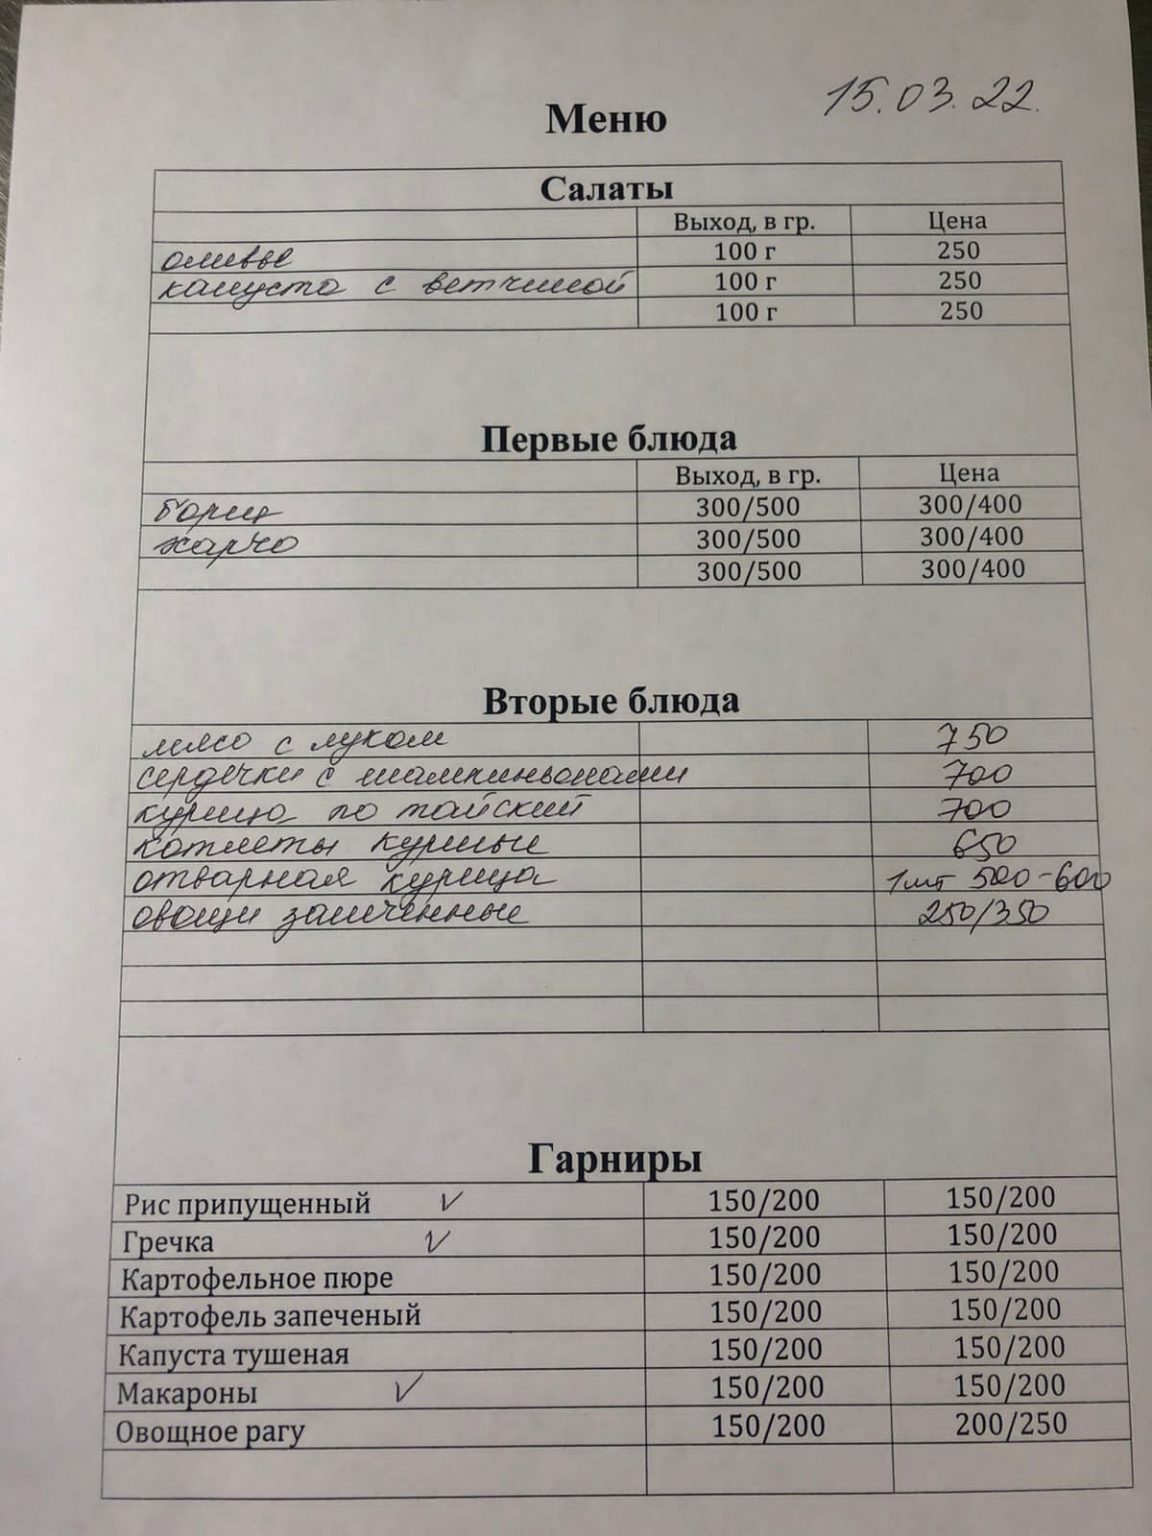 15.03.22.
Меню
Салаты
Выход, в гр. Цена
оливье 100 г 250
капуста с ветчиной 100 г 250
100 г 250
Первые блюда
Выход, в гр. Цена
борщ 300/500 300/400
харчо 300/500 300/400
300/500 300/400
Вторые блюда
мясо с луком 750
сердечки с шампиньонами 700
курица по тайский 700
котлеты куриные 650
отварная курица 1шт 500-600
овощи запеченные 250/350
Гарниры
Рис припущенный ✓ 150/200 150/200
Гречка ✓ 150/200 150/200
Картофельное пюре 150/200 150/200
Картофель запеченый 150/200 150/200
Капуста тушеная 150/200 150/200
Макароны ✓ 150/200 150/200
Овощное рагу 150/200 200/250